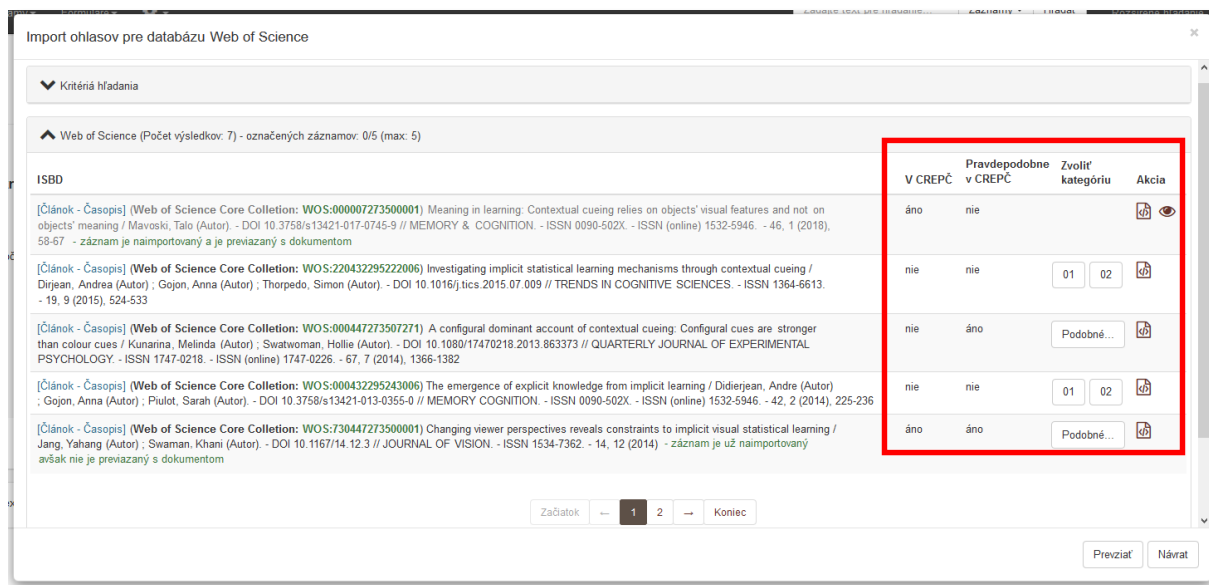 Formuláre
Import ohlasov pre databázu Web of Science
×
Kritériá hľadania
Web of Science (Počet výsledkov: 7) - označených záznamov: 0/5 (max: 5)
ISBD V CREPČ Pravdepodobne v CREPČ Zvoliť kategóriu Akcia
[Článok - Časopis] (Web of Science Core Colletion: WOS:000007273500001) Meaning in learning: Contextual cueing relies on objects' visual features and not on áno nie
objects' meaning / Mavoski, Talo (Autor). - DOI 10.3758/s13421-017-0745-9 // MEMORY & COGNITION. - ISSN 0090-502X. - ISSN (online) 1532-5946. - 46, 1 (2018),
58-67 - záznam je naimportovaný a je previazaný s dokumentom
[Článok - Časopis] (Web of Science Core Colletion: WOS:220432295222006) Investigating implicit statistical learning mechanisms through contextual cueing / nie nie 01 02
Dirjean, Andrea (Autor) ; Gojon, Anna (Autor) ; Thorpedo, Simon (Autor). - DOI 10.1016/j.tics.2015.07.009 // TRENDS IN COGNITIVE SCIENCES. - ISSN 1364-6613.
- 19, 9 (2015), 524-533
[Článok - Časopis] (Web of Science Core Colletion: WOS:000447273507271) A configural dominant account of contextual cueing: Configural cues are stronger nie áno Podobné...
than colour cues / Kunarina, Melinda (Autor) ; Swatwoman, Hollie (Autor). - DOI 10.1080/17470218.2013.863373 // QUARTERLY JOURNAL OF EXPERIMENTAL
PSYCHOLOGY. - ISSN 1747-0218. - ISSN (online) 1747-0226. - 67, 7 (2014), 1366-1382
[Článok - Časopis] (Web of Science Core Colletion: WOS:000432295243006) The emergence of explicit knowledge from implicit learning / Didierjean, Andre (Autor) nie nie 01 02
; Gojon, Anna (Autor) ; Piulot, Sarah (Autor). - DOI 10.3758/s13421-013-0355-0 // MEMORY COGNITION. - ISSN 0090-502X. - ISSN (online) 1532-5946. - 42, 2 (2014), 225-236
[Článok - Časopis] (Web of Science Core Colletion: WOS:730447273500001) Changing viewer perspectives reveals constraints to implicit visual statistical learning / áno áno Podobné...
Jang, Yahang (Autor) ; Swaman, Khani (Autor). - DOI 10.1167/14.12.3 // JOURNAL OF VISION. - ISSN 1534-7362. - 14, 12 (2014) - záznam je už naimportovaný
avšak nie je previazaný s dokumentom
Začiatok ← 1 2 → Koniec
Prevziať Návrat